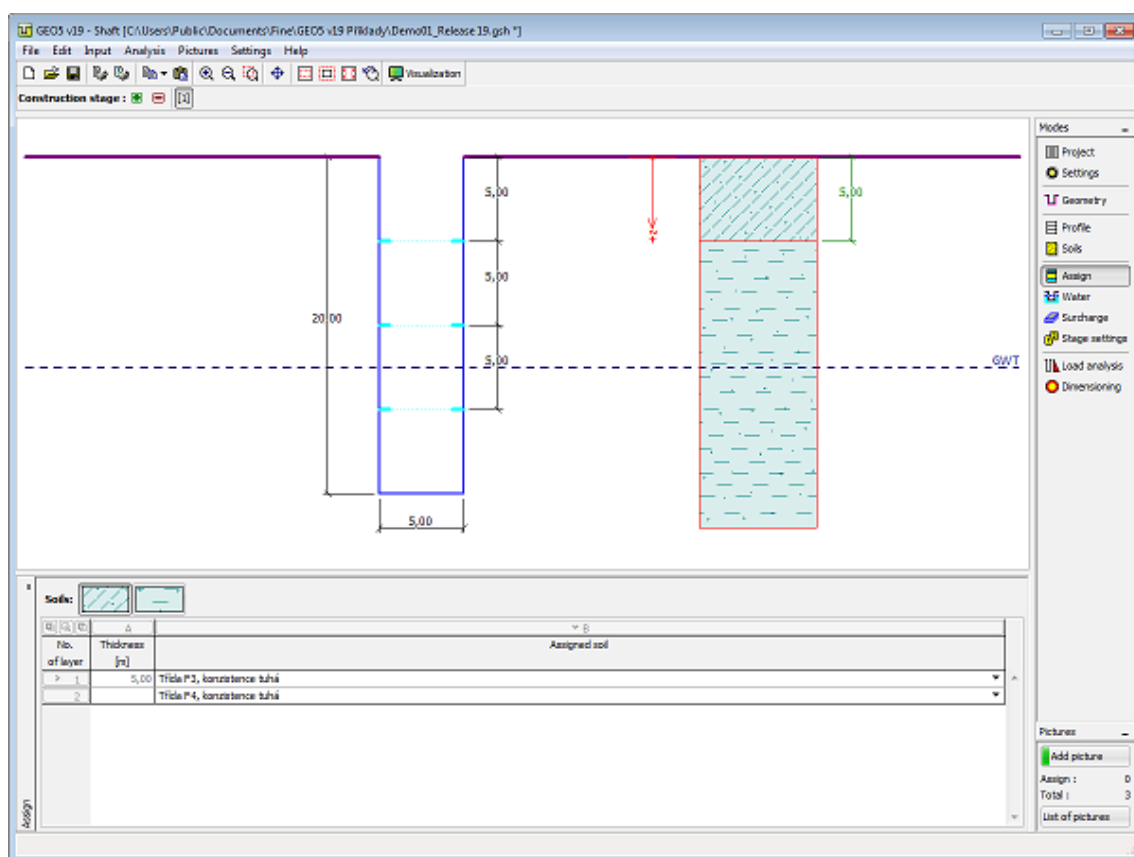 GEO5 v19 - Shaft [C:\Users\Public\Documents\Fine\GEO5 v19 Příklady\Demo01_Release 19.gsh *]
File Edit Input Analysis Pictures Settings Help
Visualization
Construction stage : [1]
5,00 5,00
+z
5,00
20,00
5,00
GWT
5,00
Modes
Project
Settings
Geometry
Profile
Soils
Assign
Water
Surcharge
Stage settings
Load analysis
Dimensioning
Soils:
A B
No. Thickness Assigned soil
of layer [m]
> 1 5,00 Třída F3, konzistence tuhá
2 Třída F4, konzistence tuhá
Assign
Pictures
Add picture
Assign : 0
Total : 3
List of pictures